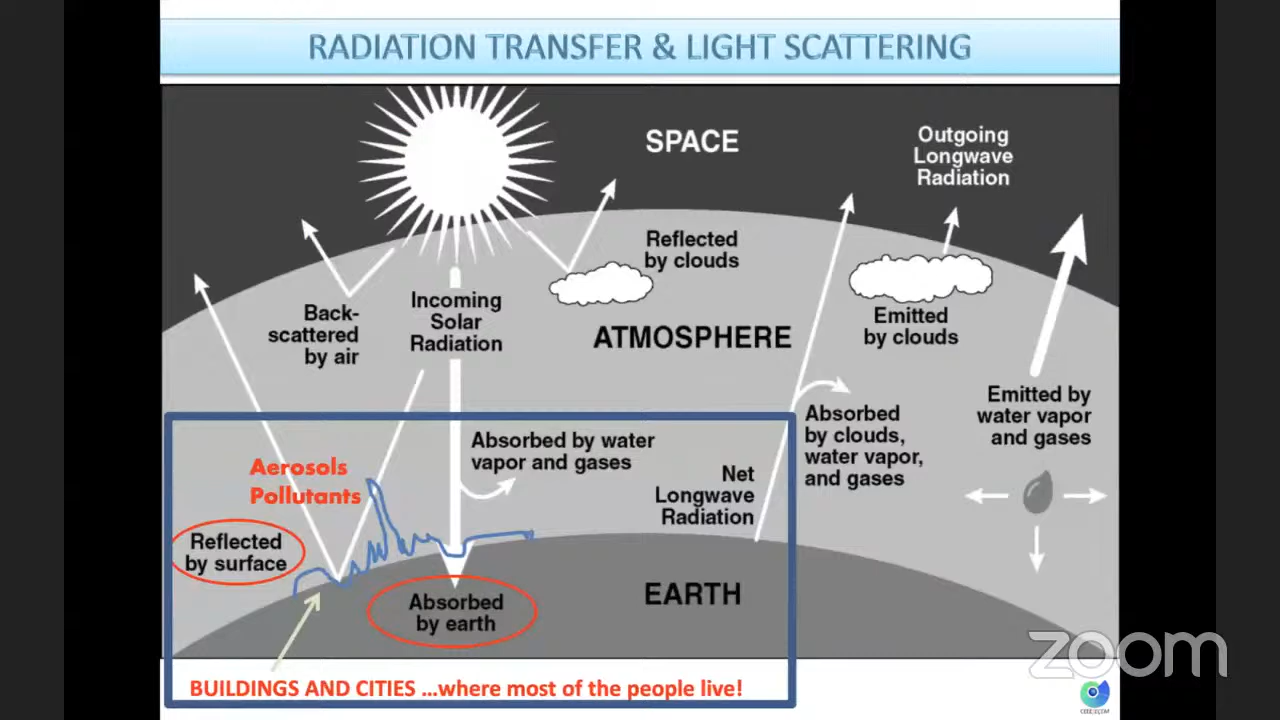 RADIATION TRANSFER & LIGHT SCATTERING
SPACE
Outgoing
Longwave
Radiation
Reflected
by clouds
Back-
scattered
by air
Incoming
Solar
Radiation
ATMOSPHERE
Emitted
by clouds
Emitted by
water vapor
and gases
Absorbed
by clouds,
water vapor,
and gases
Absorbed by water
vapor and gases
Aerosols
Pollutants
Net
Longwave
Radiation
Reflected
by surface
Absorbed
by earth
EARTH
BUILDINGS AND CITIES ...where most of the people live!
zoom